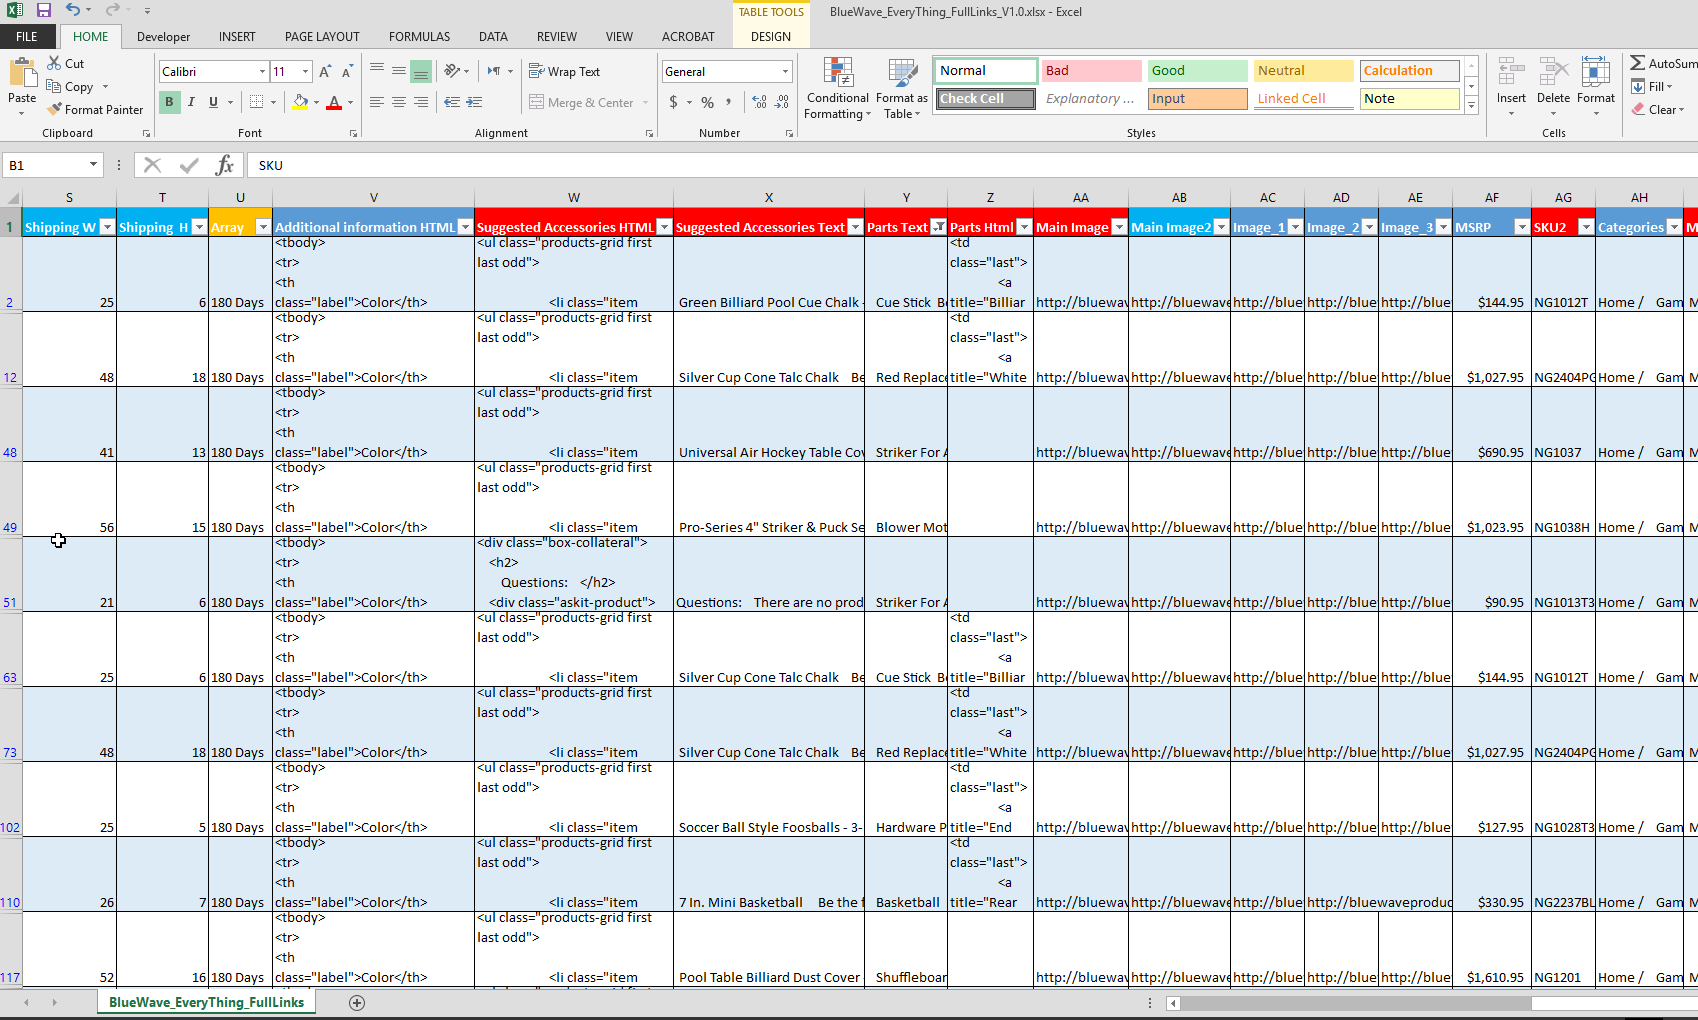 TABLE TOOLS
BlueWave_EveryThing_FullLinks_V1.0.xlsx - Excel
FILE HOME Developer INSERT PAGE LAYOUT FORMULAS DATA REVIEW VIEW ACROBAT DESIGN
Paste
Cut
Copy
Format Painter
Clipboard
Calibri 11
B I U
Font
Wrap Text
Merge & Center
Alignment
General
$ % ,
Number
Conditional Formatting
Format as Table
Normal Bad Good Neutral Calculation
Check Cell Explanatory ... Input Linked Cell Note
Styles
Insert Delete Format
Cells
AutoSum
Fill
Clear
B1 fx SKU
S T U V W X Y Z AA AB AC AD AE AF AG AH
1 Shipping W Shipping H Array Additional information HTML Suggested Accessories HTML Suggested Accessories Text Parts Text Parts Html Main Image Main Image2 Image_1 Image_2 Image_3 MSRP SKU2 Categories M
<tbody> <ul class="products-grid first <td
<tr> last odd"> class="last">
<th <a
2 25 6 180 Days class="label">Color</th> <li class="item Green Billiard Pool Cue Chalk - Cue Stick Be title="Billiar http://bluewav http://bluewave http://blue http://blue http://blue $144.95 NG1012T Home / Gam M
<tbody> <ul class="products-grid first <td
<tr> last odd"> class="last">
<th <a
12 48 18 180 Days class="label">Color</th> <li class="item Silver Cup Cone Talc Chalk Be Red Replace title="White http://bluewav http://bluewave http://blue http://blue http://blue $1,027.95 NG2404PG Home / Gam M
<tbody> <ul class="products-grid first
<tr> last odd">
<th
48 41 13 180 Days class="label">Color</th> <li class="item Universal Air Hockey Table Cov Striker For A http://bluewav http://bluewave http://blue http://blue http://blue $690.95 NG1037 Home / Gam M
<tbody> <ul class="products-grid first
<tr> last odd">
<th
49 56 15 180 Days class="label">Color</th> <li class="item Pro-Series 4" Striker & Puck Se Blower Mot http://bluewav http://bluewave http://blue http://blue http://blue $1,023.95 NG1038H Home / Gam M
<tbody> <div class="box-collateral">
<tr> <h2>
<th Questions: </h2>
51 21 6 180 Days class="label">Color</th> <div class="askit-product"> Questions: There are no prod Striker For A http://bluewav http://bluewave http://blue http://blue http://blue $90.95 NG1013T3 Home / Gam M
<tbody> <ul class="products-grid first <td
<tr> last odd"> class="last">
<th <a
63 25 6 180 Days class="label">Color</th> <li class="item Silver Cup Cone Talc Chalk Be Cue Stick Be title="Billiar http://bluewav http://bluewave http://blue http://blue http://blue $144.95 NG1012T Home / Gam M
<tbody> <ul class="products-grid first <td
<tr> last odd"> class="last">
<th <a
73 48 18 180 Days class="label">Color</th> <li class="item Silver Cup Cone Talc Chalk Be Red Replace title="White http://bluewav http://bluewave http://blue http://blue http://blue $1,027.95 NG2404PG Home / Gam M
<tbody> <ul class="products-grid first <td
<tr> last odd"> class="last">
<th <a
102 25 5 180 Days class="label">Color</th> <li class="item Soccer Ball Style Foosballs - 3- Hardware P title="End http://bluewav http://bluewave http://blue http://blue http://blue $127.95 NG1028T3 Home / Gam M
<tbody> <ul class="products-grid first <td
<tr> last odd"> class="last">
<th <a
110 26 7 180 Days class="label">Color</th> <li class="item 7 In. Mini Basketball Be the f Basketball title="Rear http://bluewav http://bluewave http://blue http://bluewaveproduc $330.95 NG2237BL Home / Gam M
<tbody> <ul class="products-grid first
<tr> last odd">
<th
117 52 16 180 Days class="label">Color</th> <li class="item Pool Table Billiard Dust Cover - Shuffleboar http://bluewav http://bluewave http://blue http://blue http://blue $1,610.95 NG1201 Home / Gam M
BlueWave_EveryThing_FullLinks